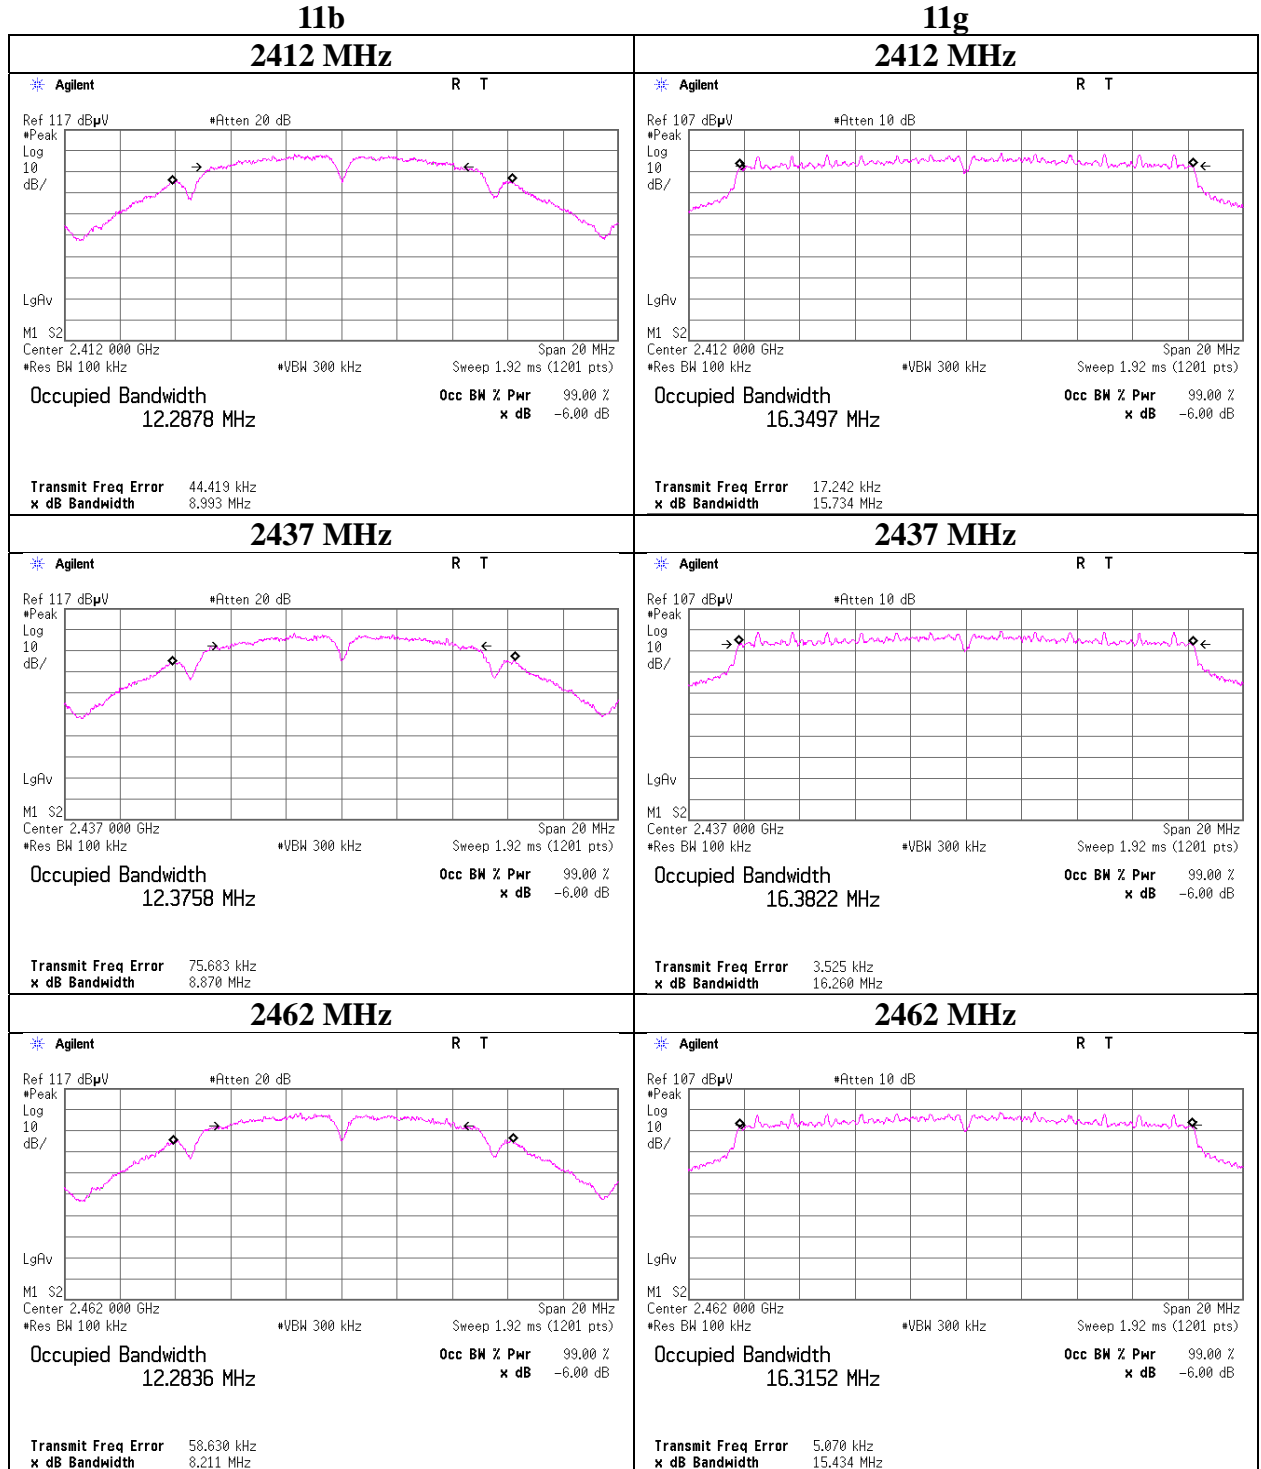 11b 11g
2412 MHz 2412 MHz
Agilent R T
Ref 117 dBµV #Atten 20 dB
#Peak
Log
10
dB/
LgAv
M1 S2
Center 2.412 000 GHz Span 20 MHz
#Res BW 100 kHz #VBW 300 kHz Sweep 1.92 ms (1201 pts)
Occupied Bandwidth Occ BW % Pwr 99.00 %
12.2878 MHz x dB -6.00 dB
Transmit Freq Error 44.419 kHz
x dB Bandwidth 8.993 MHz
Agilent R T
Ref 107 dBµV #Atten 10 dB
#Peak
Log
10
dB/
LgAv
M1 S2
Center 2.412 000 GHz Span 20 MHz
#Res BW 100 kHz #VBW 300 kHz Sweep 1.92 ms (1201 pts)
Occupied Bandwidth Occ BW % Pwr 99.00 %
16.3497 MHz x dB -6.00 dB
Transmit Freq Error 17.242 kHz
x dB Bandwidth 15.734 MHz
2437 MHz 2437 MHz
Agilent R T
Ref 117 dBµV #Atten 20 dB
#Peak
Log
10
dB/
LgAv
M1 S2
Center 2.437 000 GHz Span 20 MHz
#Res BW 100 kHz #VBW 300 kHz Sweep 1.92 ms (1201 pts)
Occupied Bandwidth Occ BW % Pwr 99.00 %
12.3758 MHz x dB -6.00 dB
Transmit Freq Error 75.683 kHz
x dB Bandwidth 8.870 MHz
Agilent R T
Ref 107 dBµV #Atten 10 dB
#Peak
Log
10
dB/
LgAv
M1 S2
Center 2.437 000 GHz Span 20 MHz
#Res BW 100 kHz #VBW 300 kHz Sweep 1.92 ms (1201 pts)
Occupied Bandwidth Occ BW % Pwr 99.00 %
16.3822 MHz x dB -6.00 dB
Transmit Freq Error 3.525 kHz
x dB Bandwidth 16.260 MHz
2462 MHz 2462 MHz
Agilent R T
Ref 117 dBµV #Atten 20 dB
#Peak
Log
10
dB/
LgAv
M1 S2
Center 2.462 000 GHz Span 20 MHz
#Res BW 100 kHz #VBW 300 kHz Sweep 1.92 ms (1201 pts)
Occupied Bandwidth Occ BW % Pwr 99.00 %
12.2836 MHz x dB -6.00 dB
Transmit Freq Error 58.630 kHz
x dB Bandwidth 8.211 MHz
Agilent R T
Ref 107 dBµV #Atten 10 dB
#Peak
Log
10
dB/
LgAv
M1 S2
Center 2.462 000 GHz Span 20 MHz
#Res BW 100 kHz #VBW 300 kHz Sweep 1.92 ms (1201 pts)
Occupied Bandwidth Occ BW % Pwr 99.00 %
16.3152 MHz x dB -6.00 dB
Transmit Freq Error 5.070 kHz
x dB Bandwidth 15.434 MHz